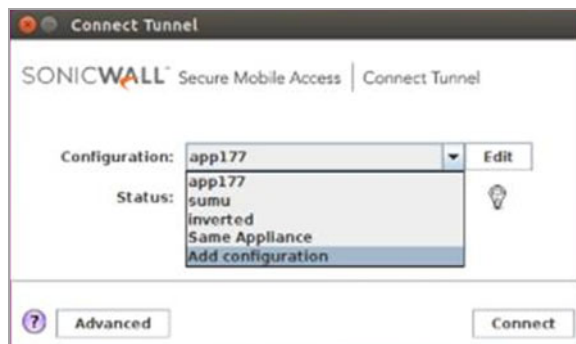 Connect Tunnel
SONICWALL™ Secure Mobile Access | Connect Tunnel
Configuration: app177 Edit
app177
Status: sumu
inverted
Same Appliance
Add configuration
? Advanced Connect